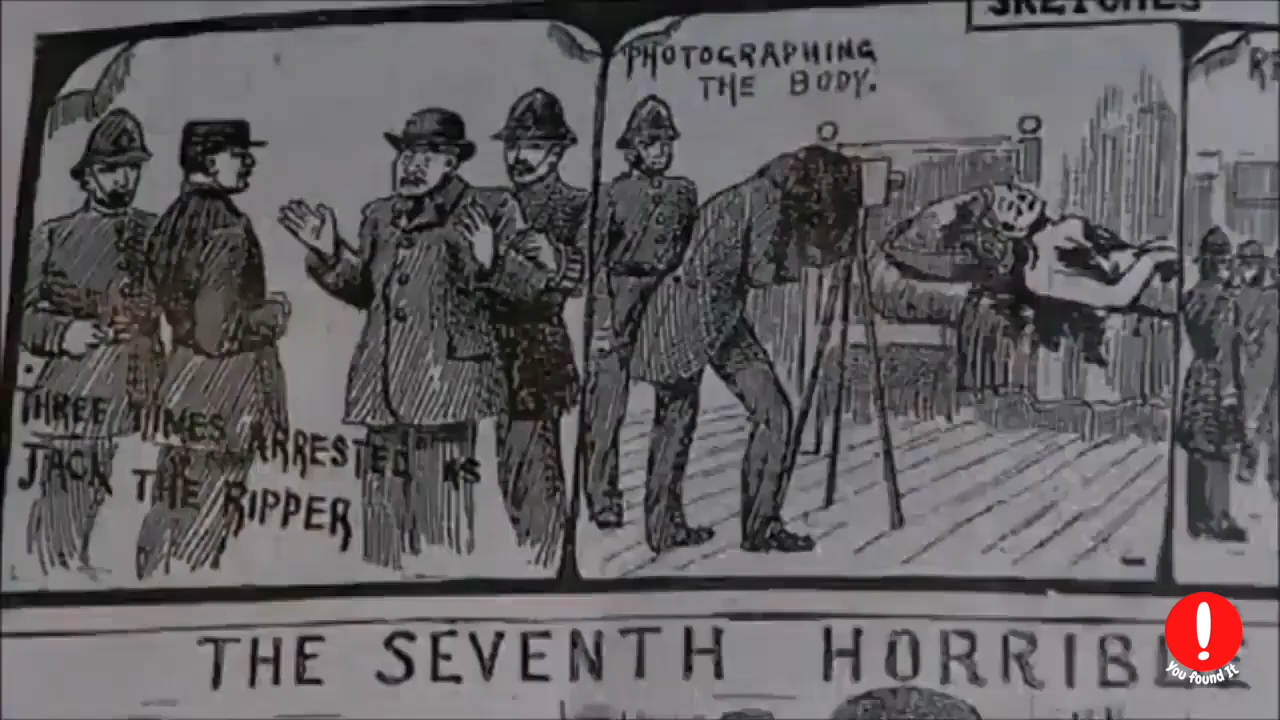 SKETCHES
PHOTOGRAPHING
THE BODY.
THREE TIMES ARRESTED AS
JACK THE RIPPER
THE SEVENTH HORRIBLE
You found It